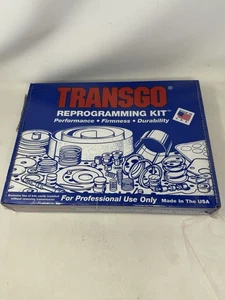 TRANSGO
REPROGRAMMING KIT
Performance • Firmness • Durability
For Professional Use Only
Made In The USA